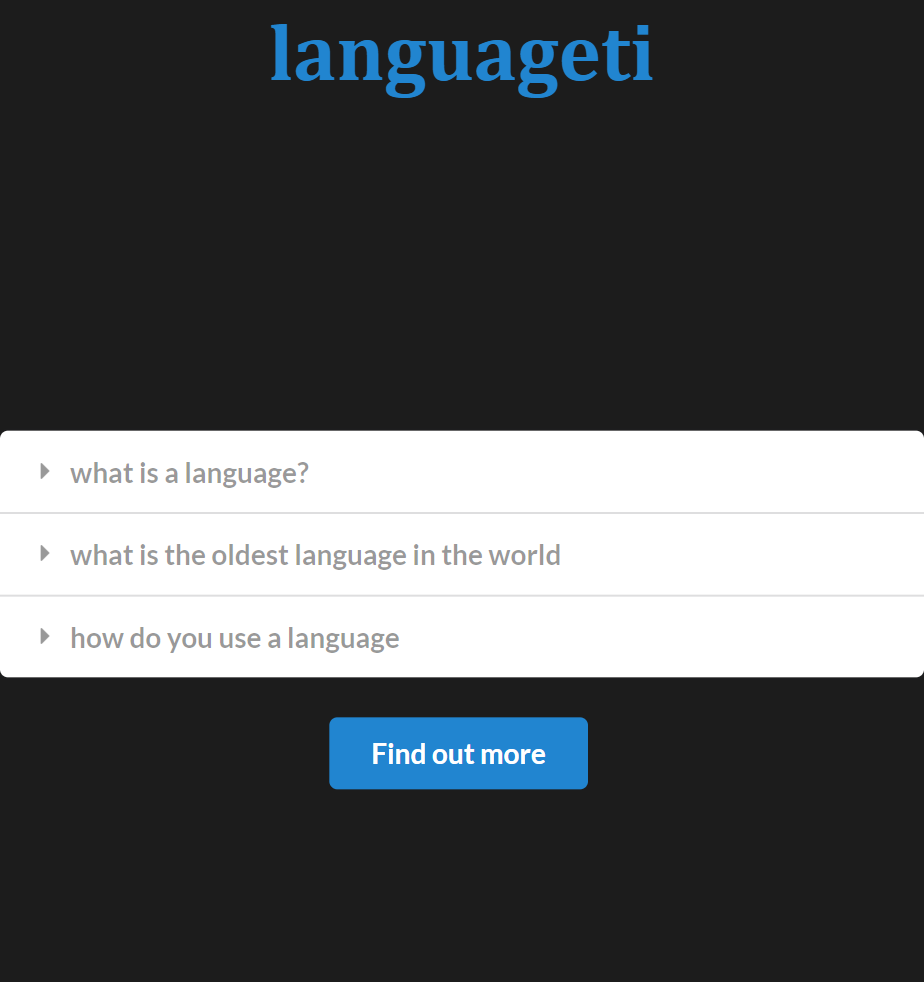 languageti
what is a language?
what is the oldest language in the world
how do you use a language
Find out more